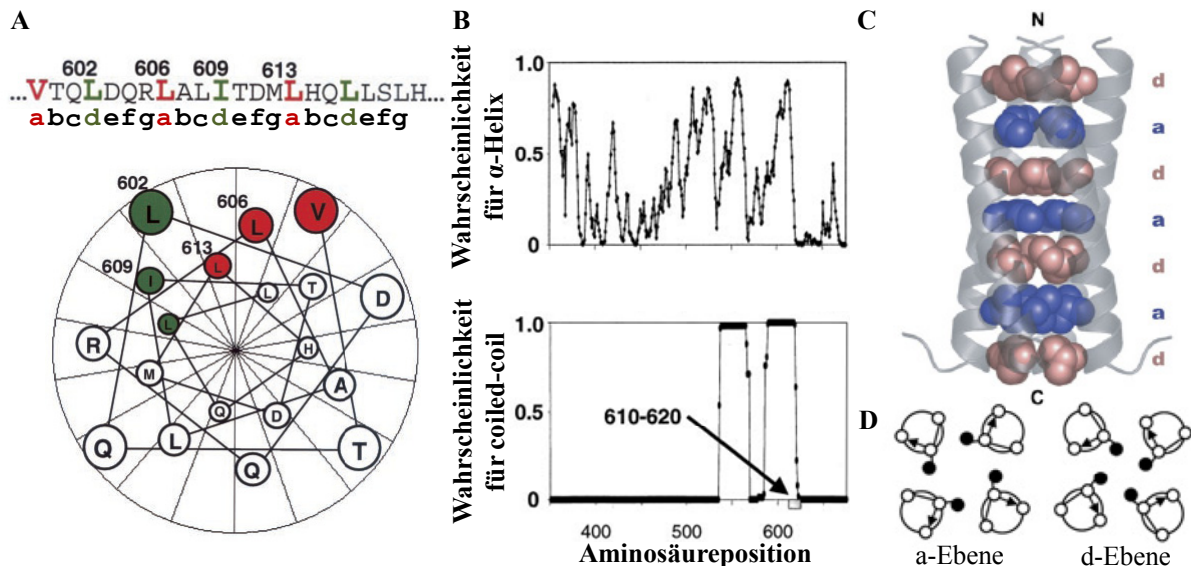 A
602 606 609 613
...VTQLDQRLALITDMLHQLLSLH...
abcdefgabcdefgabcdefg
602
L
606
L
V
613
L
609
I
L
T
D
L
R
H
M
A
Q
D
Q
L
T
Q
B
Wahrscheinlichkeit
für α-Helix
1.0
0.5
0
Wahrscheinlichkeit
für coiled-coil
1.0
0.5
0
610-620
400 500 600
Aminosäureposition
C
N
d
a
d
a
d
a
d
C
D
a-Ebene d-Ebene